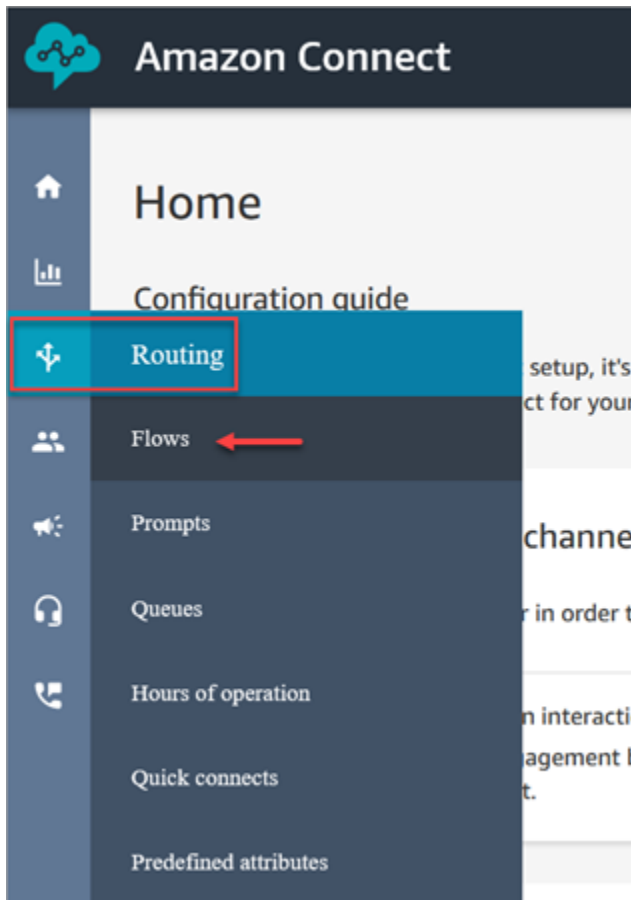 Amazon Connect
Home
Configuration guide
Routing
setup, it's
ct for your
Flows
Prompts
channe
Queues
r in order t
Hours of operation
n interacti
Quick connects
agement b
t.
Predefined attributes